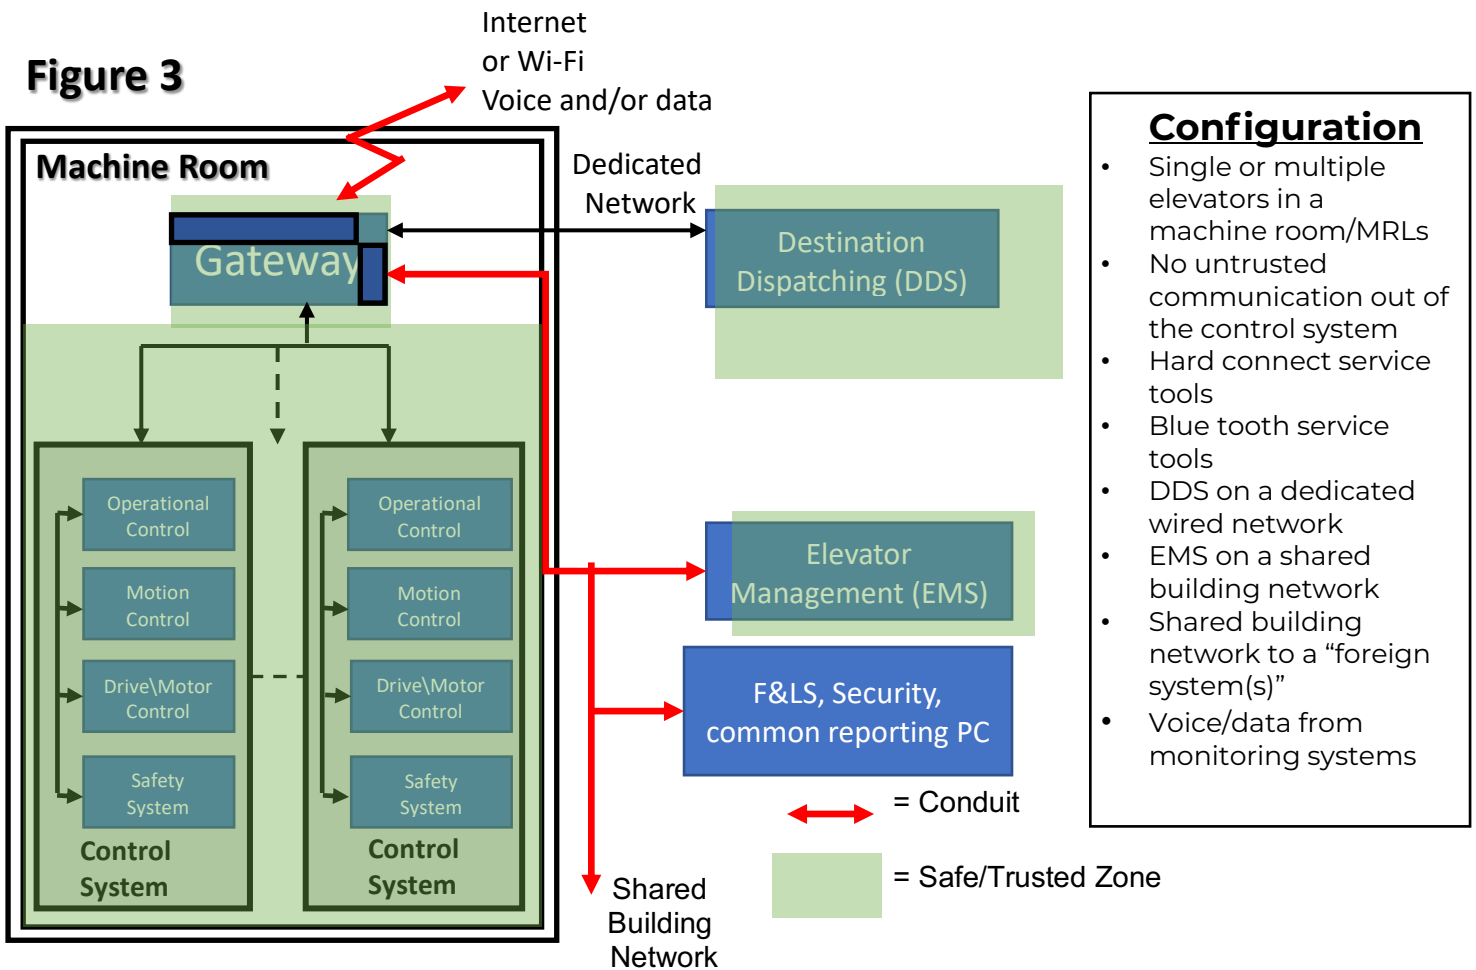 Figure 3
Internet
or Wi-Fi
Voice and/or data
Machine Room
Dedicated
Network
Gateway
Destination
Dispatching (DDS)
Operational
Control
Motion
Control
Drive\Motor
Control
Safety
System
Control
System
Operational
Control
Motion
Control
Drive\Motor
Control
Safety
System
Control
System
Elevator
Management (EMS)
F&LS, Security,
common reporting PC
= Conduit
= Safe/Trusted Zone
Shared
Building
Network
Configuration
• Single or multiple
elevators in a
machine room/MRLs
• No untrusted
communication out of
the control system
• Hard connect service
tools
• Blue tooth service
tools
• DDS on a dedicated
wired network
• EMS on a shared
building network
• Shared building
network to a “foreign
system(s)”
• Voice/data from
monitoring systems